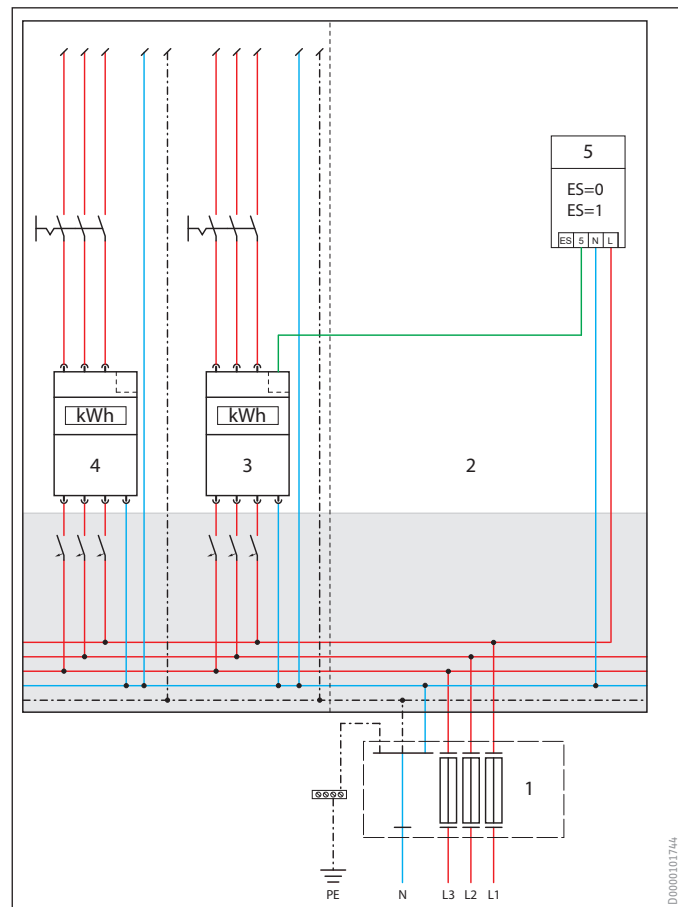 5
ES=0
ES=1
ES 5 N L
kWh
kWh
4
3
2
1
PE
N
L3
L2
L1
D0000101744